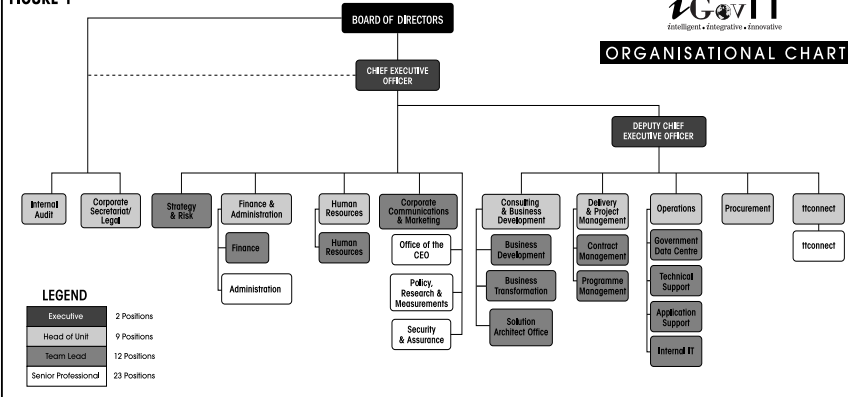 FIGURE 1
iGovTT
intelligent • integrative • innovative
ORGANISATIONAL CHART
BOARD OF DIRECTORS
CHIEF EXECUTIVE
OFFICER
DEPUTY CHIEF
EXECUTIVE OFFICER
Internal
Audit
Corporate
Secretariat/
Legal
Strategy
& Risk
Finance &
Administration
Finance
Administration
Human
Resources
Human
Resources
Corporate
Communications
& Marketing
Office of the
CEO
Policy,
Research &
Measurements
Security
& Assurance
Consulting
& Business
Development
Business
Development
Business
Transformation
Solution
Architect Office
Delivery
& Project
Management
Contract
Management
Programme
Management
Operations
Government
Data Centre
Technical
Support
Application
Support
Internal IT
Procurement
ttconnect
ttconnect
LEGEND
Executive 2 Positions
Head of Unit 9 Positions
Team Lead 12 Positions
Senior Professional 23 Positions